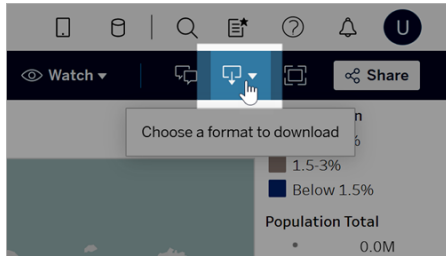 U
Watch
Share
Choose a format to download
n
%
1.5-3%
Below 1.5%
Population Total
0.0M